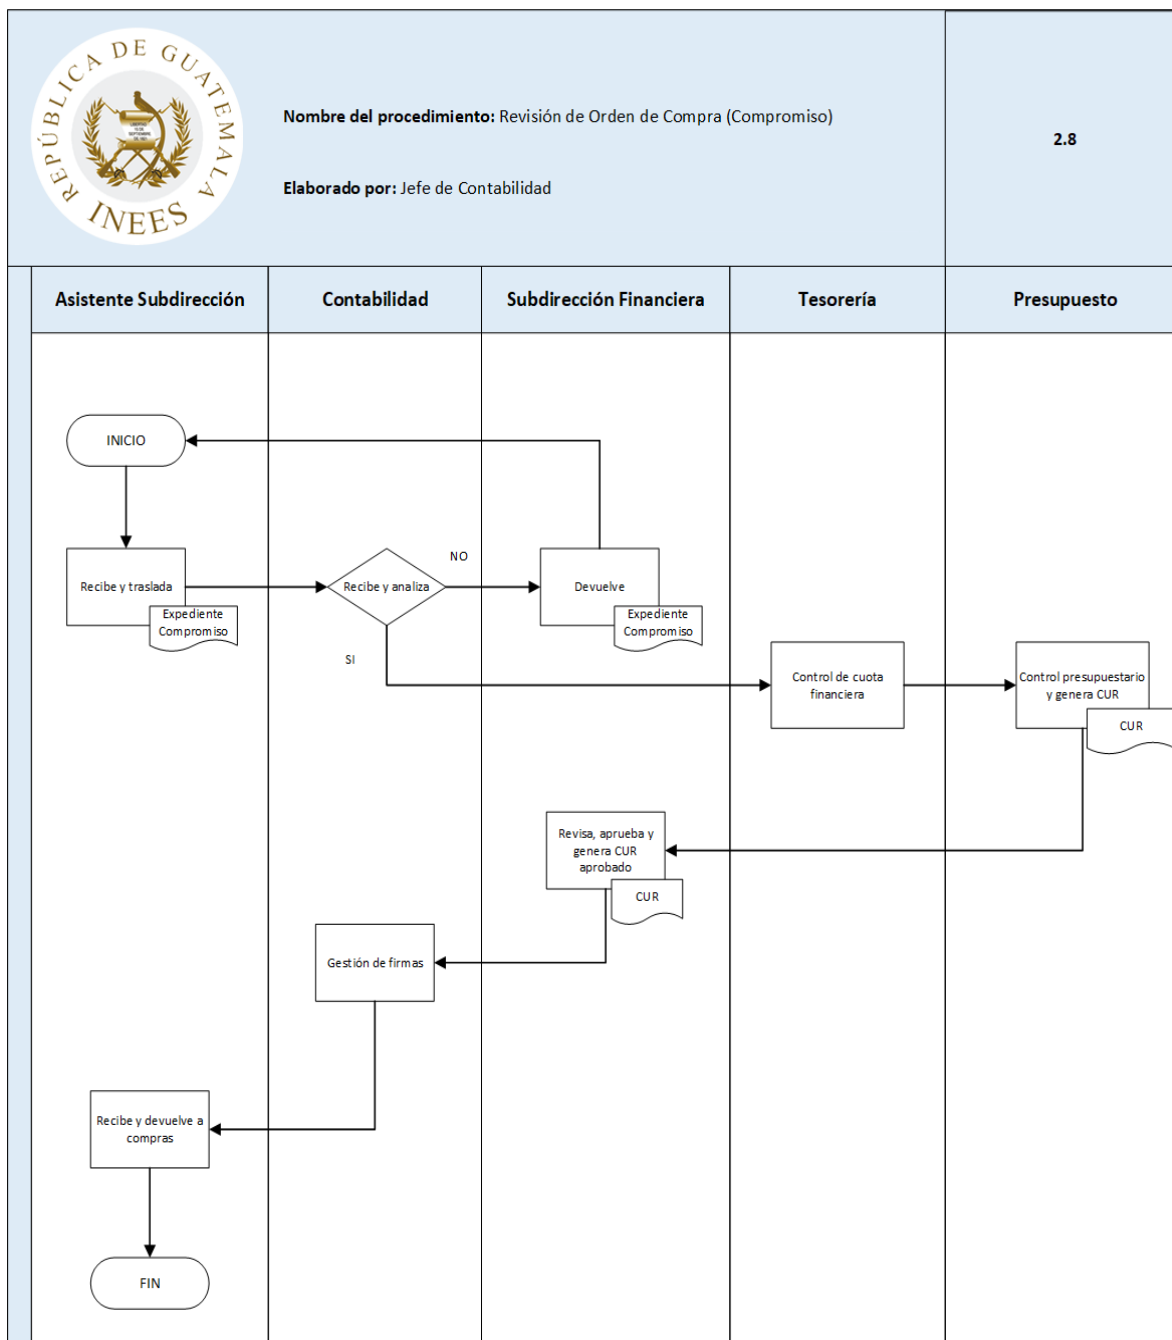 REPÚBLICA DE GUATEMALA
INEES
Nombre del procedimiento: Revisión de Orden de Compra (Compromiso)
Elaborado por: Jefe de Contabilidad
2.8
Asistente Subdirección
Contabilidad
Subdirección Financiera
Tesorería
Presupuesto
INICIO
Recibe y traslada
Expediente
Compromiso
Recibe y analiza
NO
SI
Devuelve
Expediente
Compromiso
Control de cuota
financiera
Control presupuestario
y genera CUR
CUR
Revisa, aprueba y
genera CUR
aprobado
CUR
Gestión de firmas
Recibe y devuelve a
compras
FIN